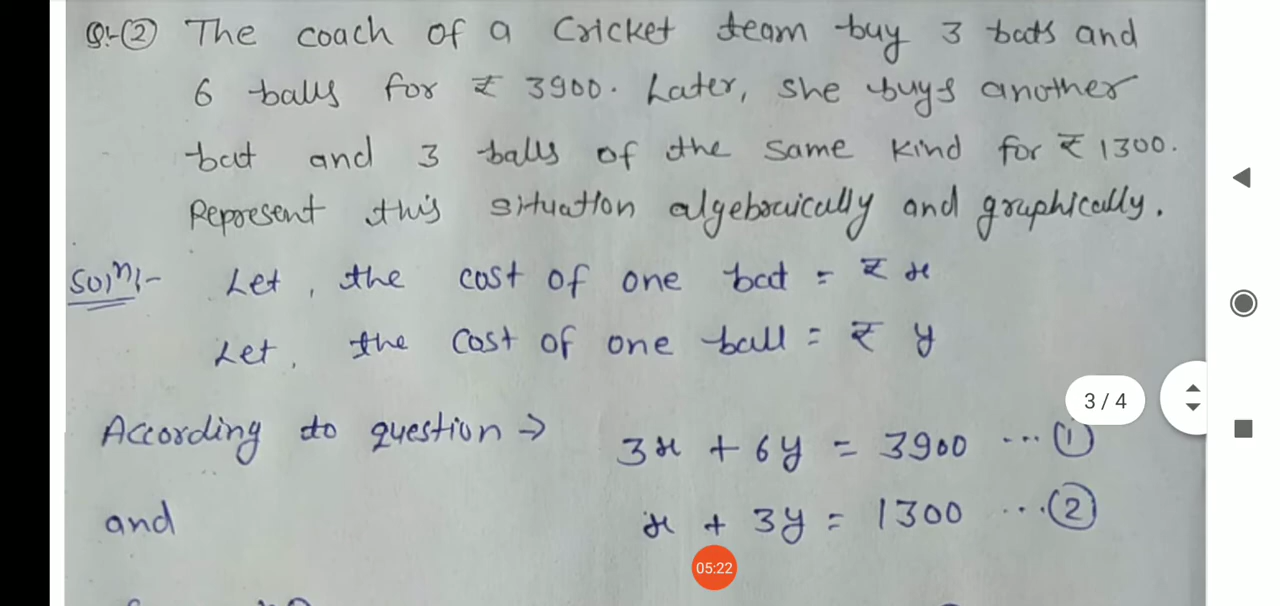 Q:-(2) The coach of a Cricket team buy 3 bats and
6 balls for ₹ 3900. Later, she buys another
bat and 3 balls of the same kind for ₹ 1300.
Represent this situation algebraically and graphically.
Soln:- Let, the cost of one bat = ₹ x
Let, the cost of one ball = ₹ y
3 / 4
According to question → 3x + 6y = 3900 ...(1)
and x + 3y = 1300 ...(2)
05:22